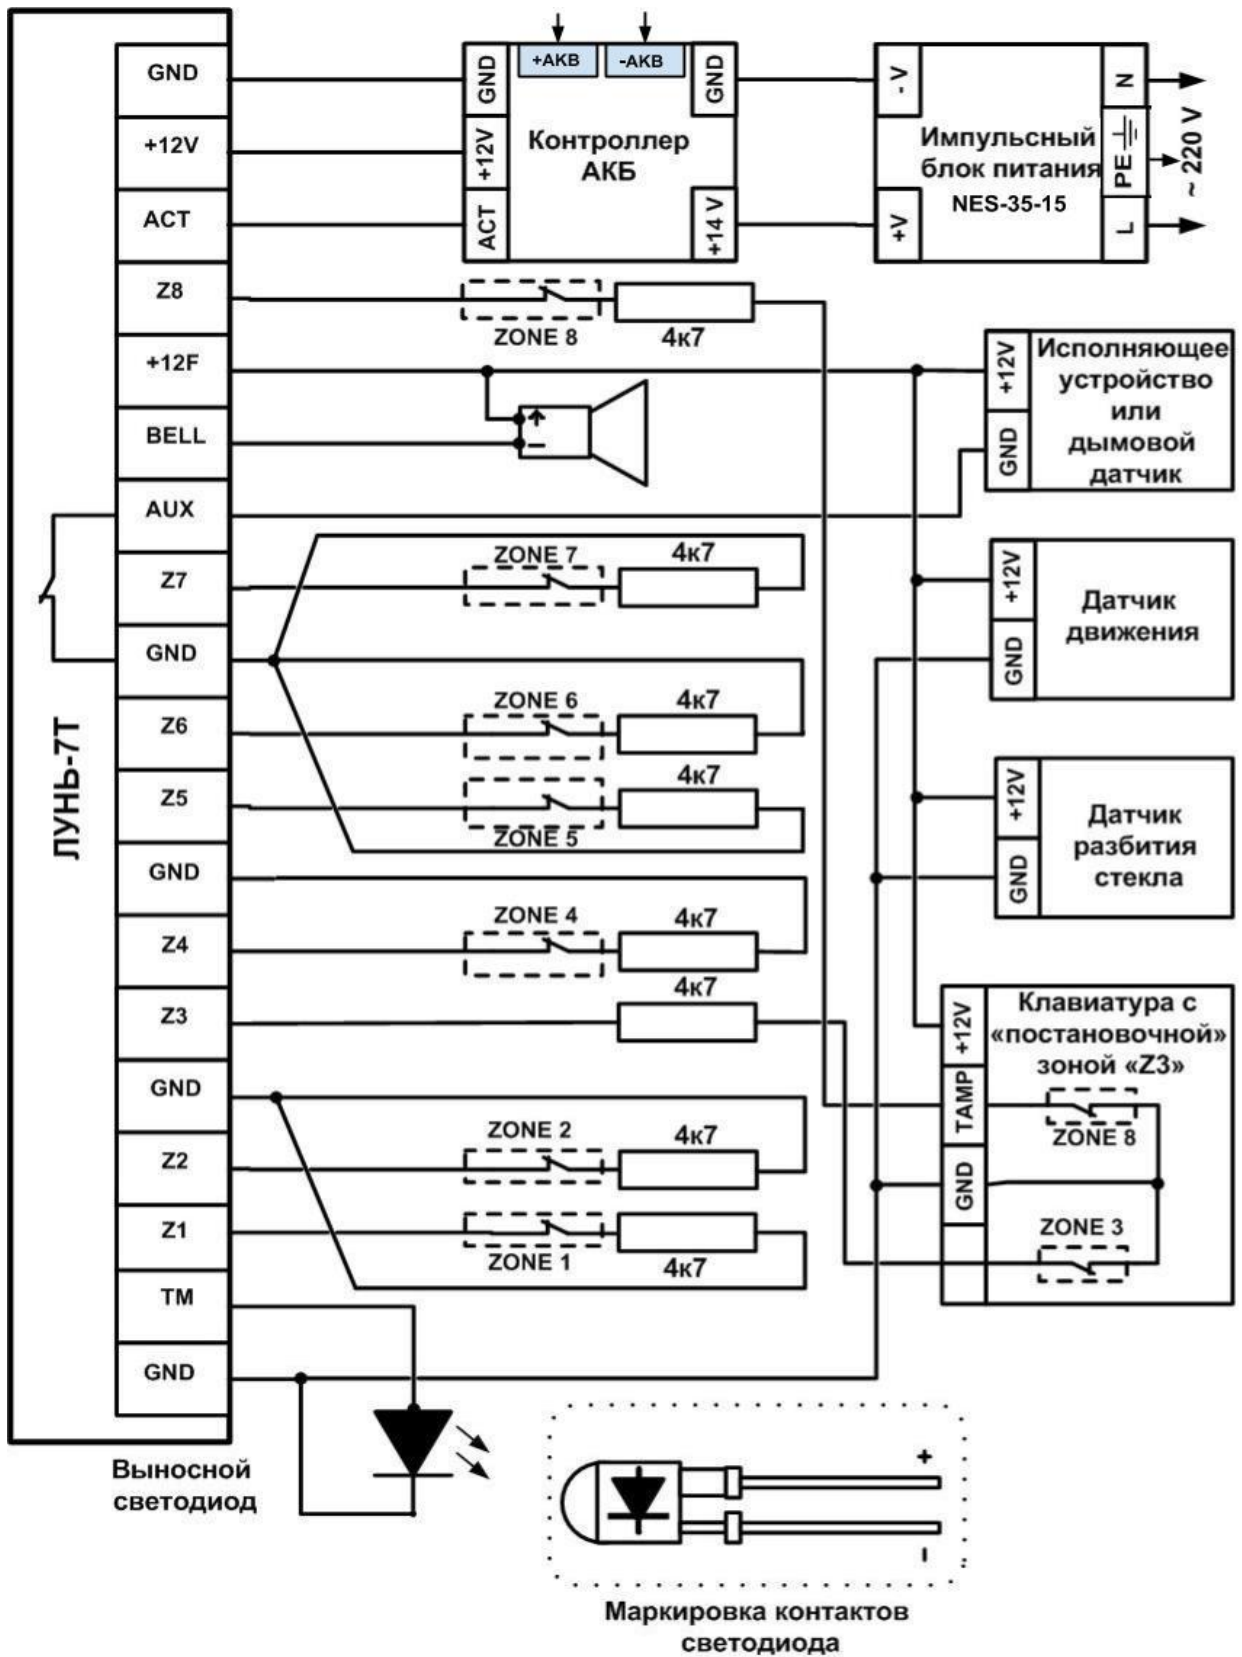 GND
+12V
ACT
Z8
+12F
BELL
AUX
Z7
GND
Z6
Z5
GND
Z4
Z3
GND
Z2
Z1
TM
GND
ЛУНЬ-7Т
GND
+12V
ACT
+AKB
-AKB
GND
+14 V
Контроллер
АКБ
- V
+V
Импульсный
блок питания
NES-35-15
N
PE
L
~ 220 V
ZONE 8
4к7
+12V
GND
Исполняющее
устройство
или
дымовой
датчик
–
ZONE 7
4к7
+12V
GND
Датчик
движения
ZONE 6
4к7
4к7
ZONE 5
+12V
GND
Датчик
разбития
стекла
ZONE 4
4к7
4к7
+12V
TAMP
GND
Клавиатура с
«постановочной»
зоной «Z3»
ZONE 8
ZONE 3
ZONE 2
4к7
ZONE 1
4к7
Выносной
светодиод
+
–
Маркировка контактов
светодиода